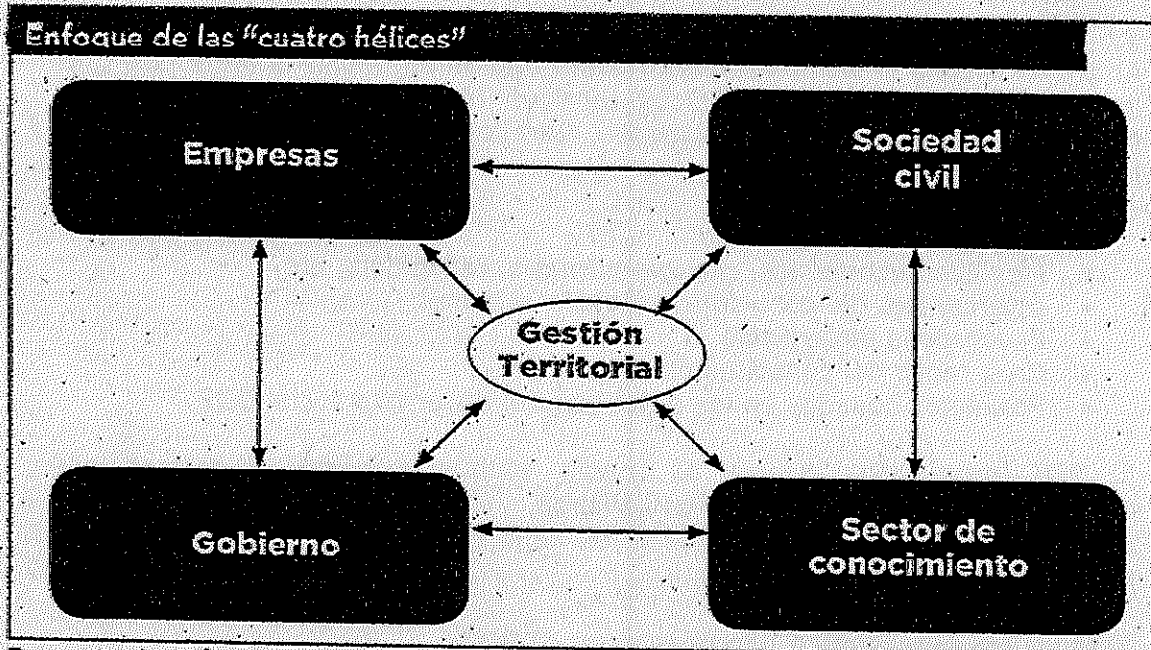 Enfoque de las "cuatro hélices"
Empresas
Sociedad
civil
Gestión
Territorial
Gobierno
Sector de
conocimiento